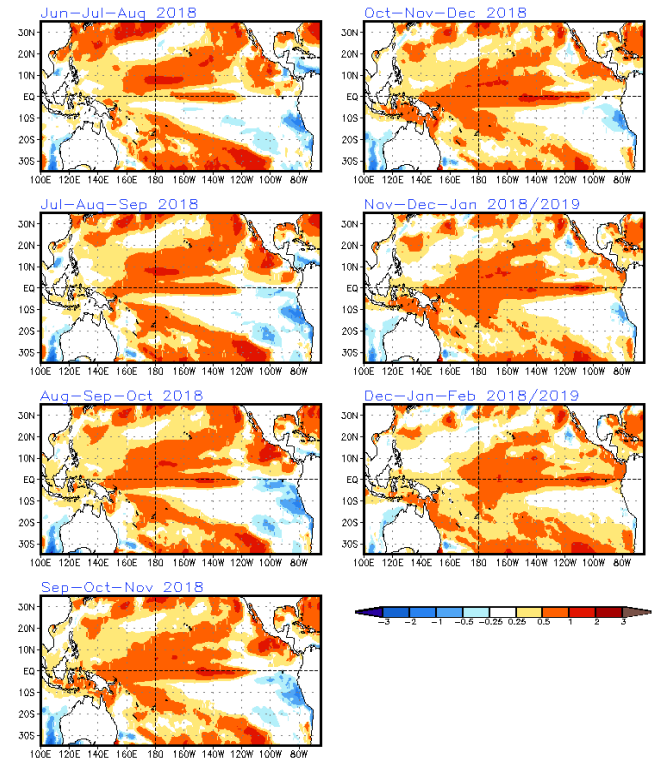 Jun-Jul-Aug 2018
30N
20N
10N
EQ
10S
20S
30S
100E 120E 140E 160E 180 160W 140W 120W 100W 80W
Jul-Aug-Sep 2018
30N
20N
10N
EQ
10S
20S
30S
100E 120E 140E 160E 180 160W 140W 120W 100W 80W
Aug-Sep-Oct 2018
30N
20N
10N
EQ
10S
20S
30S
100E 120E 140E 160E 180 160W 140W 120W 100W 80W
Sep-Oct-Nov 2018
30N
20N
10N
EQ
10S
20S
30S
100E 120E 140E 160E 180 160W 140W 120W 100W 80W
Oct-Nov-Dec 2018
30N
20N
10N
EQ
10S
20S
30S
100E 120E 140E 160E 180 160W 140W 120W 100W 80W
Nov-Dec-Jan 2018/2019
30N
20N
10N
EQ
10S
20S
30S
100E 120E 140E 160E 180 160W 140W 120W 100W 80W
Dec-Jan-Feb 2018/2019
30N
20N
10N
EQ
10S
20S
30S
100E 120E 140E 160E 180 160W 140W 120W 100W 80W
-3 -2 -1 -0.5 -0.25 0.25 0.5 1 2 3